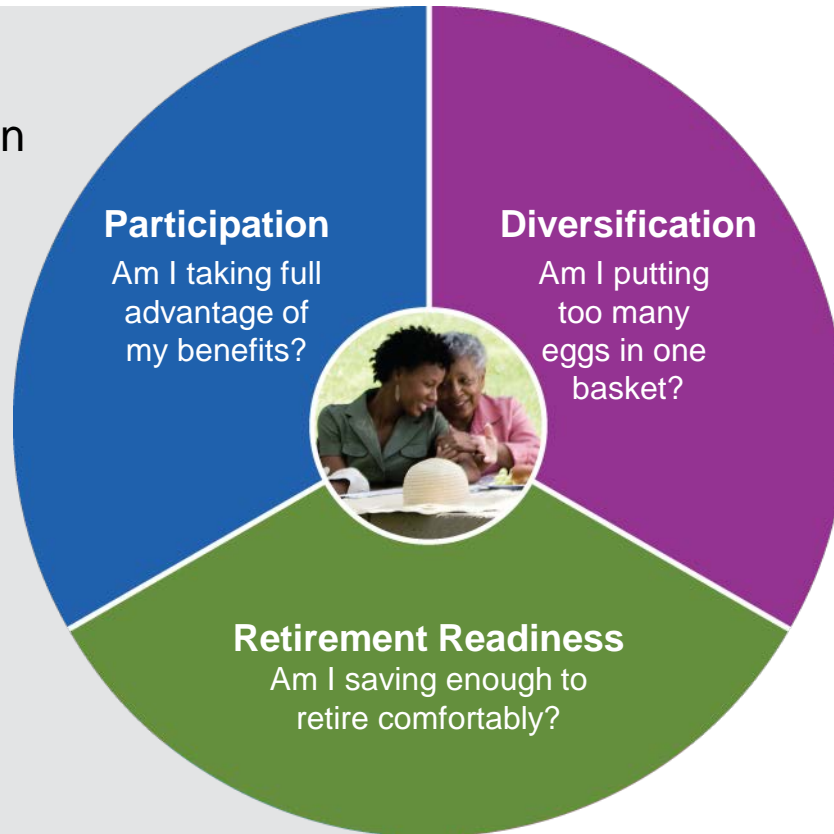 n
Participation
Am I taking full
advantage of
my benefits?
Diversification
Am I putting
too many
eggs in one
basket?
Retirement Readiness
Am I saving enough to
retire comfortably?